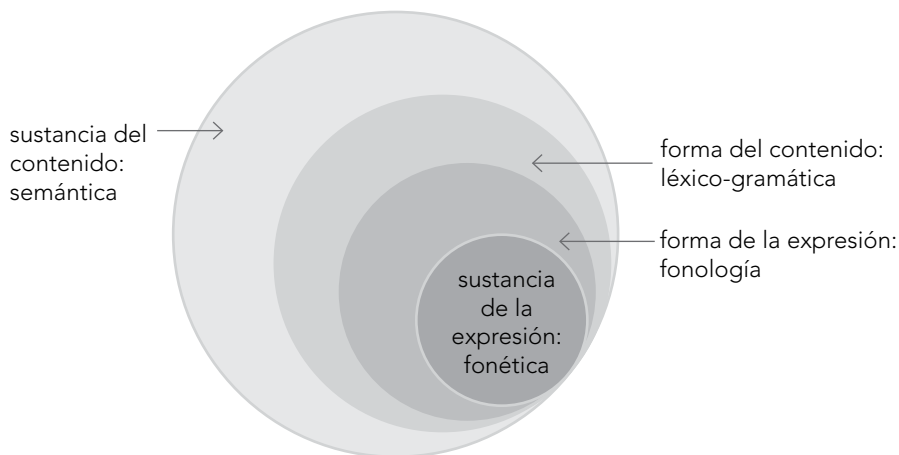 sustancia del
contenido:
semántica
forma del contenido:
léxico-gramática
forma de la expresión:
fonología
sustancia
de la
expresión:
fonética